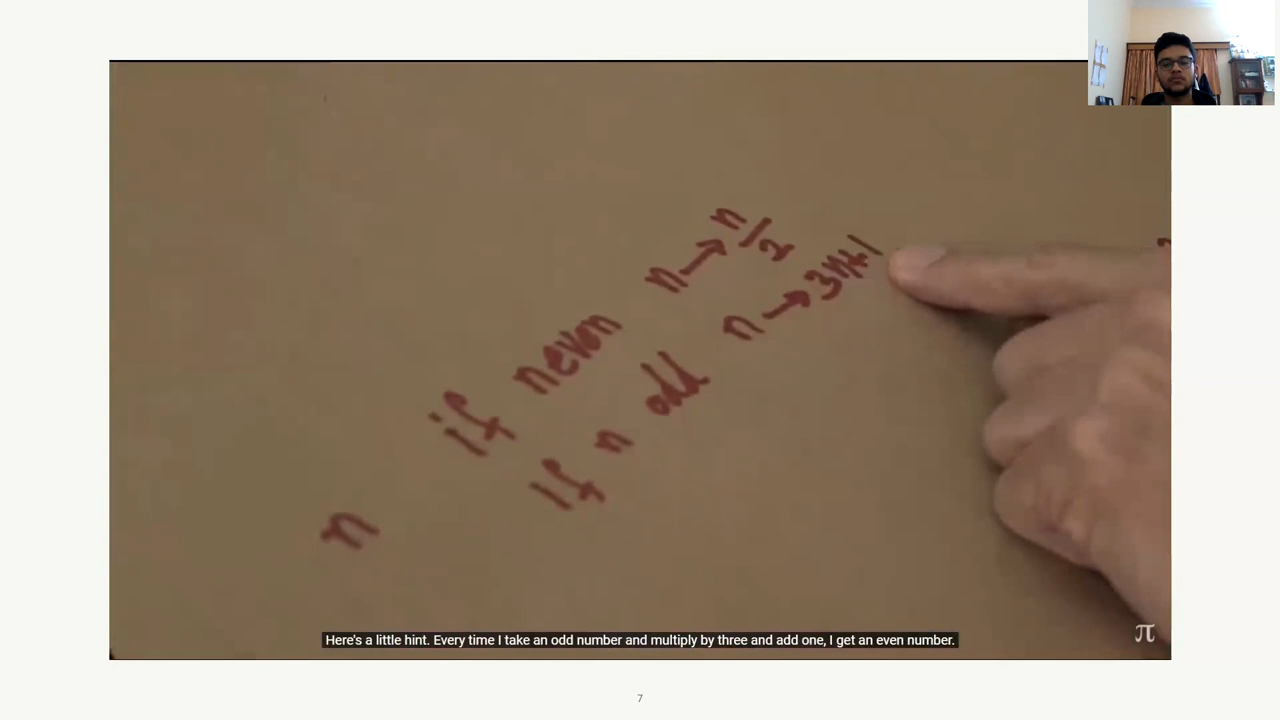 n if n even n → n/2
if n odd n → 3n+1
Here's a little hint. Every time I take an odd number and multiply by three and add one, I get an even number.
π
7